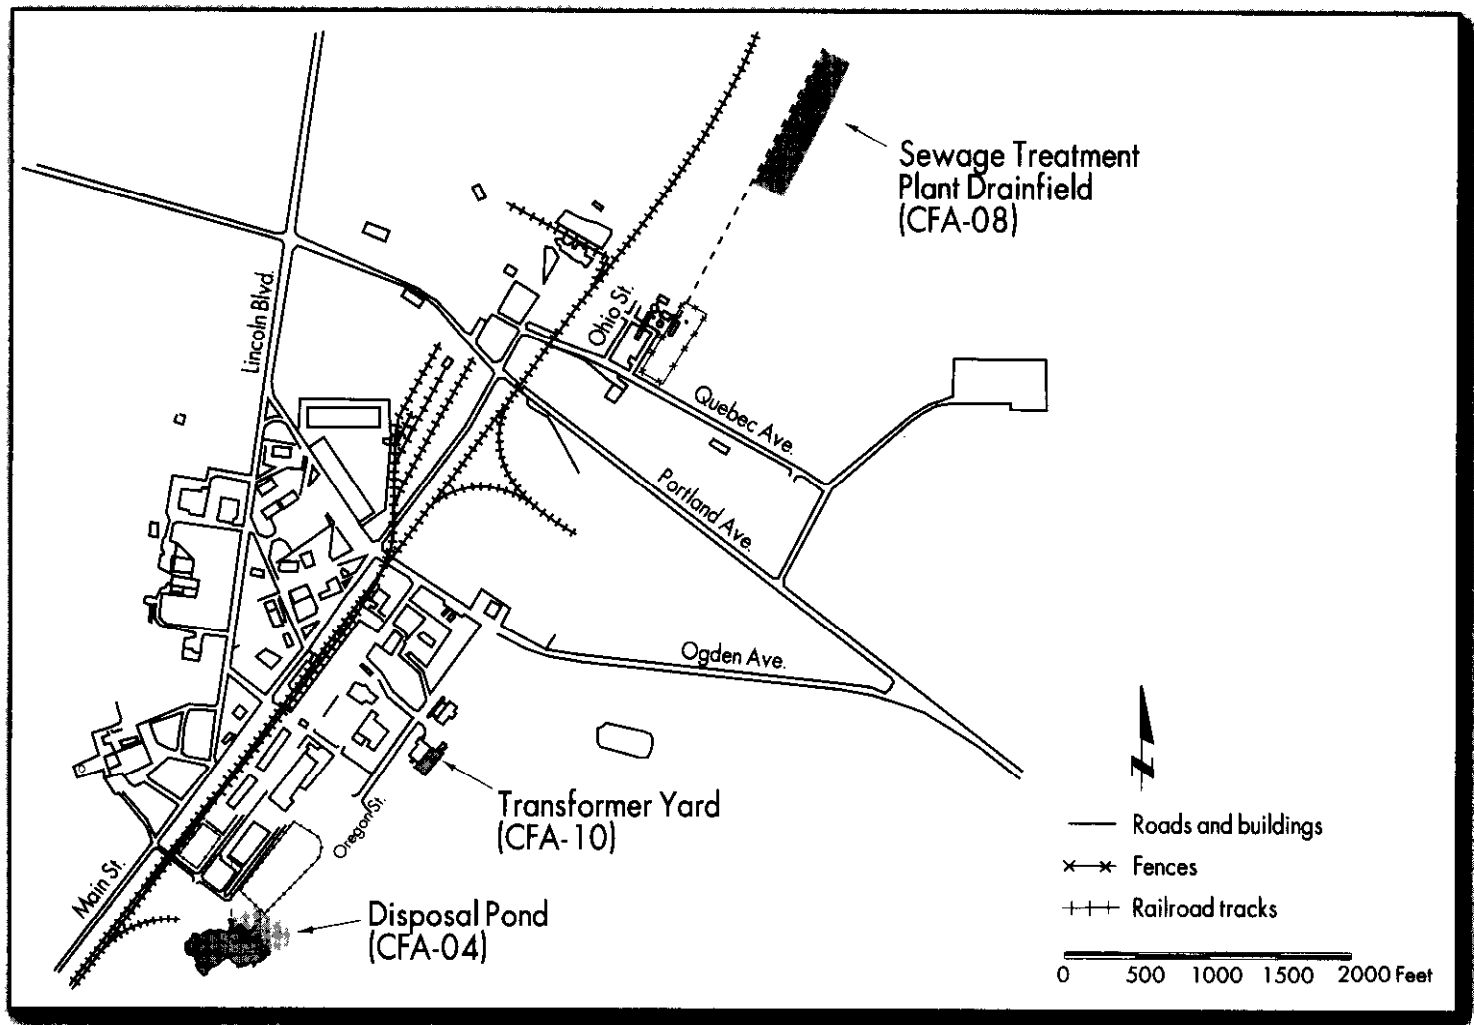 Sewage Treatment
Plant Drainfield
(CFA-08)
Lincoln Blvd.
Ohio St.
Quebec Ave.
Portland Ave.
Ogden Ave.
Transformer Yard
(CFA-10)
Oregon St.
Main St.
Disposal Pond
(CFA-04)
N
Roads and buildings
Fences
Railroad tracks
0 500 1000 1500 2000 Feet